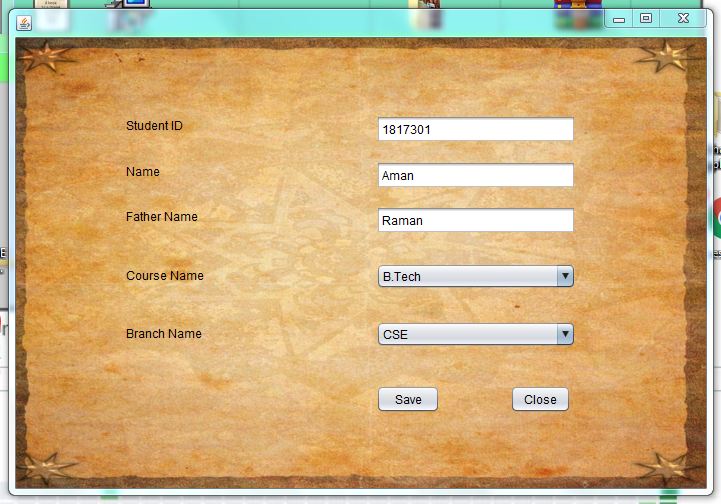 Student ID 1817301
Name Aman
Father Name Raman
Course Name B.Tech
Branch Name CSE
Save Close